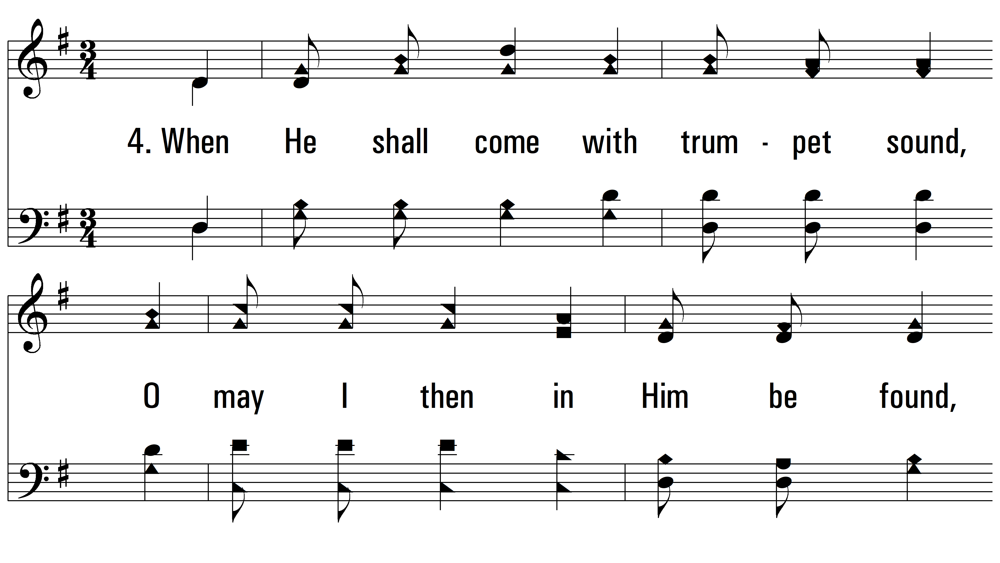 4. When He shall come with trum - pet sound,
O may I then in Him be found,